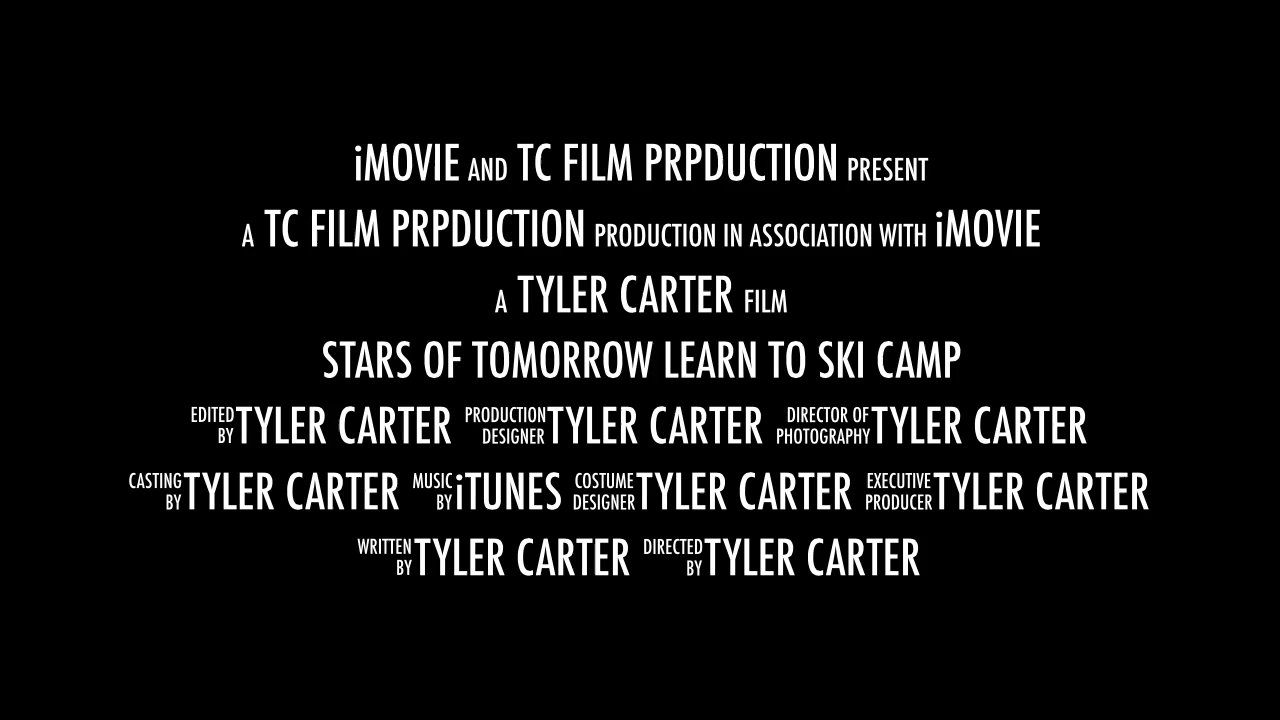 iMOVIE AND TC FILM PRPDUCTION PRESENT
A TC FILM PRPDUCTION PRODUCTION IN ASSOCIATION WITH iMOVIE
A TYLER CARTER FILM
STARS OF TOMORROW LEARN TO SKI CAMP
EDITED BY TYLER CARTER PRODUCTION DESIGNER TYLER CARTER DIRECTOR OF PHOTOGRAPHY TYLER CARTER
CASTING BY TYLER CARTER MUSIC BY iTUNES COSTUME DESIGNER TYLER CARTER EXECUTIVE PRODUCER TYLER CARTER
WRITTEN BY TYLER CARTER DIRECTED BY TYLER CARTER